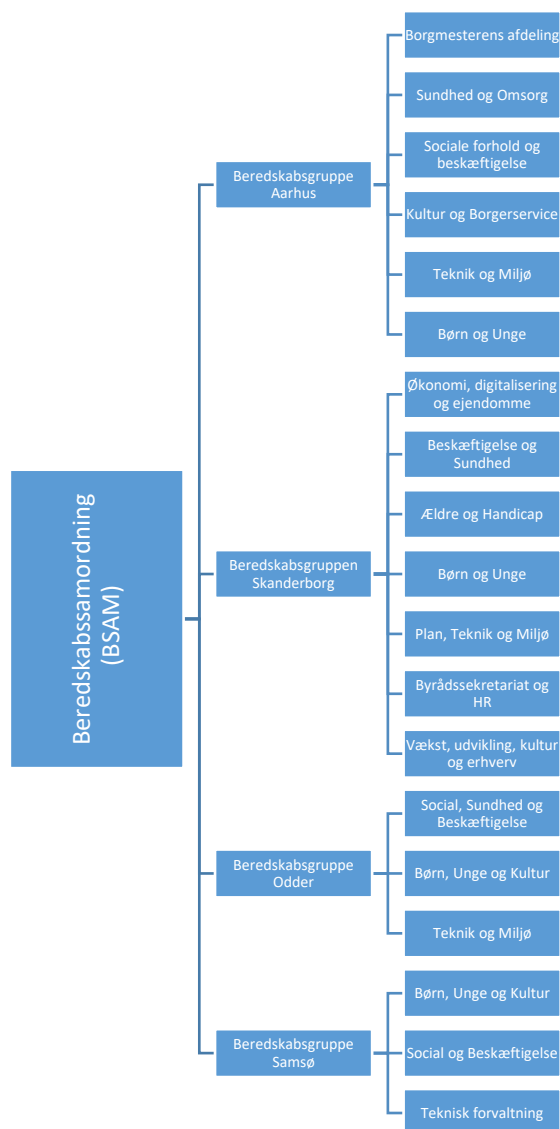 Beredskabssamordning
(BSAM)
Beredskabsgruppe
Aarhus
Borgmesterens afdeling
Sundhed og Omsorg
Sociale forhold og
beskæftigelse
Kultur og Borgerservice
Teknik og Miljø
Børn og Unge
Beredskabsgruppen
Skanderborg
Økonomi, digitalisering
og ejendomme
Beskæftigelse og
Sundhed
Ældre og Handicap
Børn og Unge
Plan, Teknik og Miljø
Byrådssekretariat og
HR
Vækst, udvikling, kultur
og erhverv
Beredskabsgruppe
Odder
Social, Sundhed og
Beskæftigelse
Børn, Unge og Kultur
Teknik og Miljø
Beredskabsgruppe
Samsø
Børn, Unge og Kultur
Social og Beskæftigelse
Teknisk forvaltning